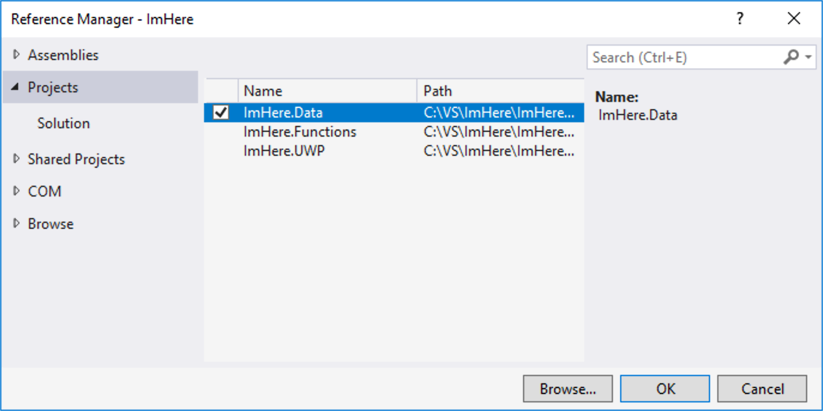 Reference Manager - ImHere
?
Assemblies
Projects
Solution
Shared Projects
COM
Browse
Name Path
ImHere.Data C:\VS\ImHere\ImHere...
ImHere.Functions C:\VS\ImHere\ImHere...
ImHere.UWP C:\VS\ImHere\ImHere...
Search (Ctrl+E)
Name:
ImHere.Data
Browse... OK Cancel